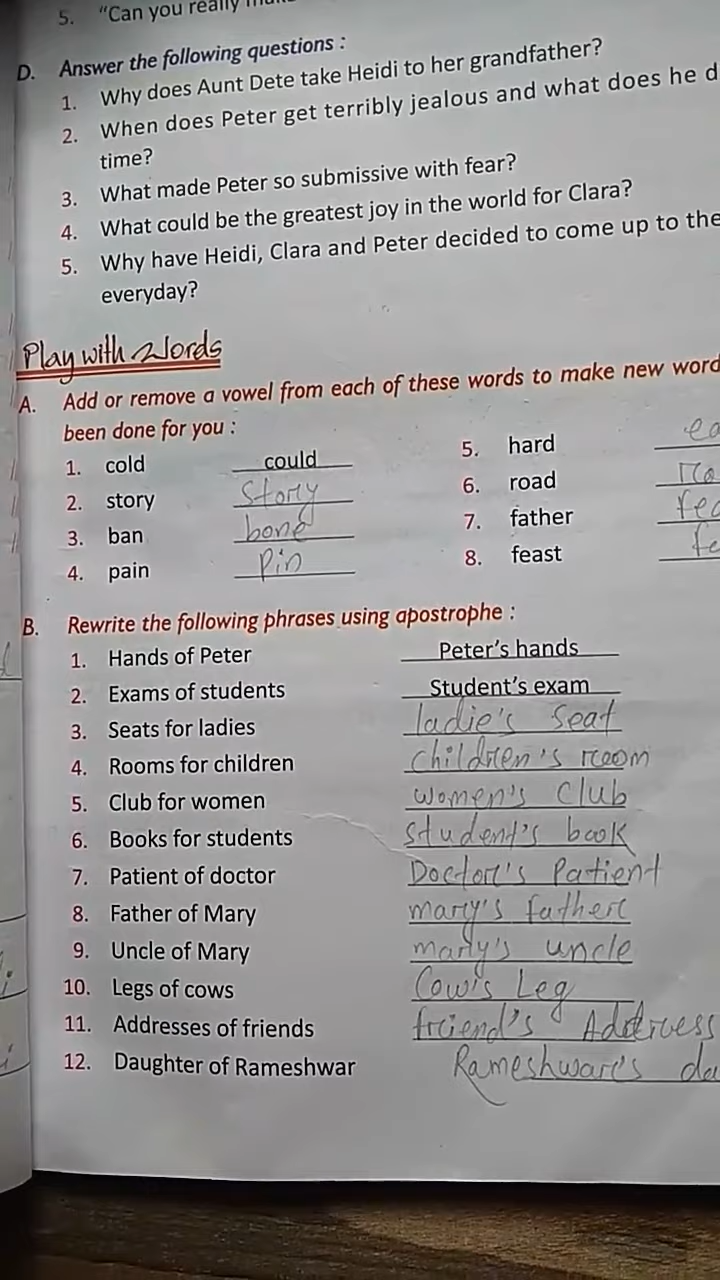 5. "Can you really
D. Answer the following questions :
1. Why does Aunt Dete take Heidi to her grandfather?
2. When does Peter get terribly jealous and what does he d
time?
3. What made Peter so submissive with fear?
4. What could be the greatest joy in the world for Clara?
5. Why have Heidi, Clara and Peter decided to come up to the
everyday?
Play with Words
A. Add or remove a vowel from each of these words to make new word
been done for you :
1. cold could 5. hard
2. story Story 6. road
3. ban bone 7. father
4. pain Pin 8. feast
B. Rewrite the following phrases using apostrophe :
1. Hands of Peter Peter's hands
2. Exams of students Student's exam
3. Seats for ladies ladie's seat
4. Rooms for children children's room
5. Club for women women's club
6. Books for students student's book
7. Patient of doctor Doctor's Patient
8. Father of Mary mary's father
9. Uncle of Mary mary's uncle
10. Legs of cows Cow's Leg
11. Addresses of friends friend's Address
12. Daughter of Rameshwar Rameshwar's da